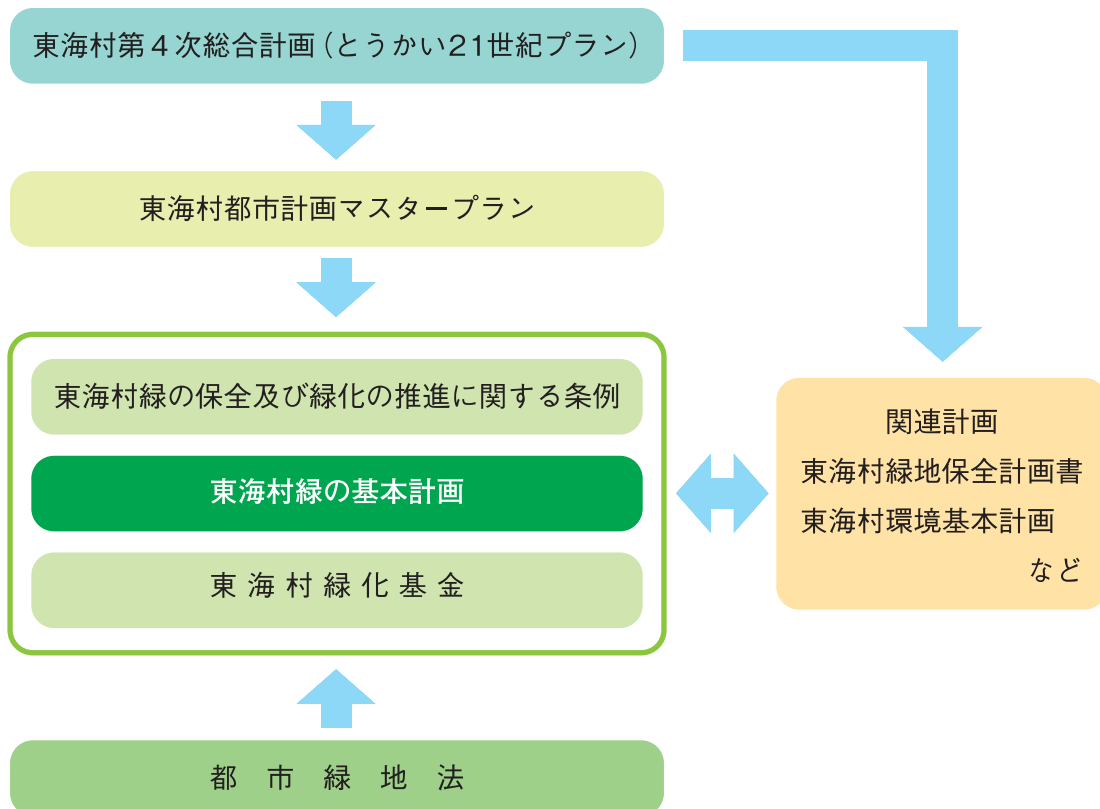 東海村第４次総合計画（とうかい21世紀プラン）
東海村都市計画マスタープラン
東海村緑の保全及び緑化の推進に関する条例
東海村緑の基本計画
東海村緑化基金
都市緑地法
関連計画
東海村緑地保全計画書
東海村環境基本計画
など